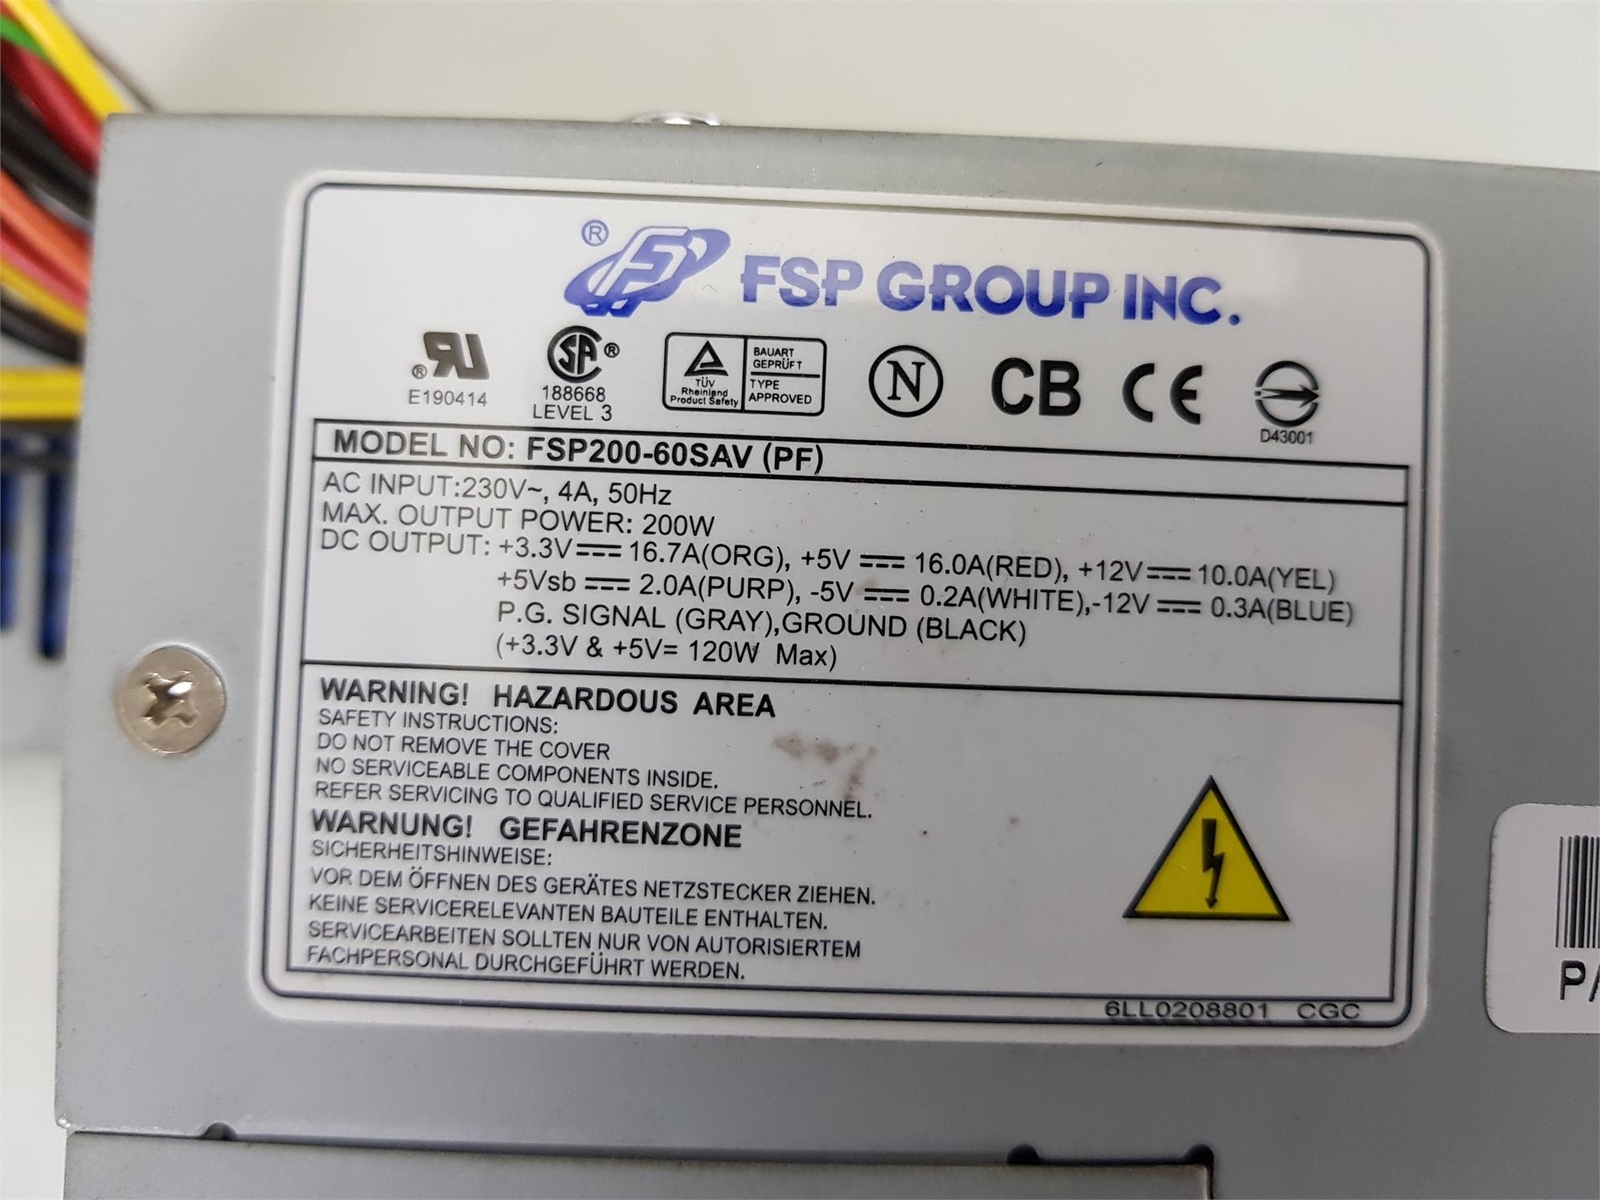 ® FSP GROUP INC.
E190414
188668
LEVEL 3
TÜV
Rheinland
Product Safety
BAUART
GEPRÜFT
TYPE
APPROVED
N
CB
CE
D43001
MODEL NO: FSP200-60SAV (PF)
AC INPUT:230V~, 4A, 50Hz
MAX. OUTPUT POWER: 200W
DC OUTPUT: +3.3V⎓16.7A(ORG), +5V ⎓ 16.0A(RED), +12V⎓10.0A(YEL)
+5Vsb ⎓ 2.0A(PURP), -5V ⎓ 0.2A(WHITE),-12V ⎓ 0.3A(BLUE)
P.G. SIGNAL (GRAY),GROUND (BLACK)
(+3.3V & +5V= 120W Max)
WARNING! HAZARDOUS AREA
SAFETY INSTRUCTIONS:
DO NOT REMOVE THE COVER
NO SERVICEABLE COMPONENTS INSIDE.
REFER SERVICING TO QUALIFIED SERVICE PERSONNEL.
WARNUNG! GEFAHRENZONE
SICHERHEITSHINWEISE:
VOR DEM ÖFFNEN DES GERÄTES NETZSTECKER ZIEHEN.
KEINE SERVICERELEVANTEN BAUTEILE ENTHALTEN.
SERVICEARBEITEN SOLLTEN NUR VON AUTORISIERTEM
FACHPERSONAL DURCHGEFÜHRT WERDEN.
6LL0208801 CGC